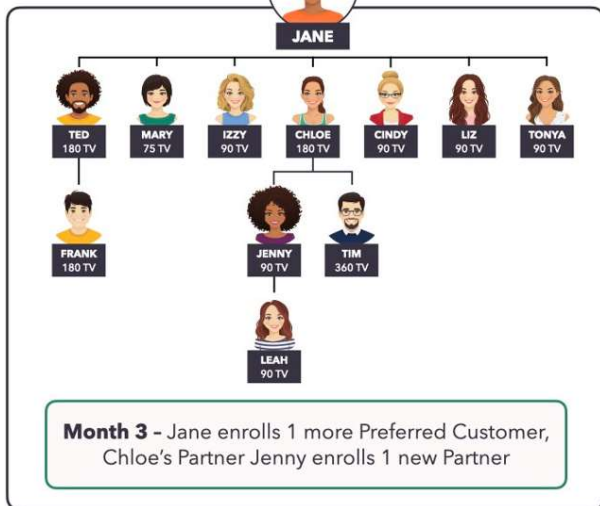 JANE
TED MARY IZZY CHLOE CINDY LIZ TONYA
180 TV 75 TV 90 TV 180 TV 90 TV 90 TV 90 TV
FRANK JENNY TIM
180 TV 90 TV 360 TV
LEAH
90 TV
Month 3 – Jane enrolls 1 more Preferred Customer,
Chloe's Partner Jenny enrolls 1 new Partner